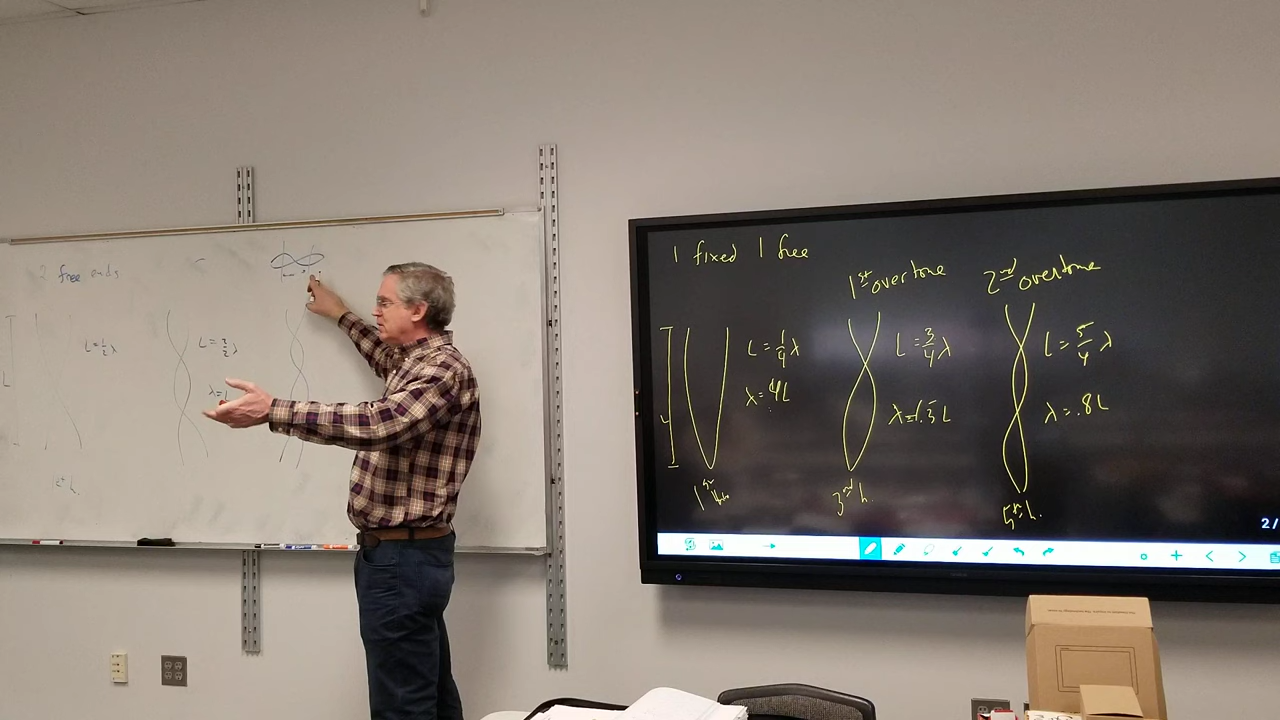 2 free ends
L = 1/2 λ
L = 3/2 λ
λ =
L
1 fixed 1 free
1st overtone
2nd overtone
L = 1/4 λ
λ = 4L
L = 3/4 λ
λ = 1.3 L
L = 5/4 λ
λ = .8L
L
3rd h.
5th h.
2/